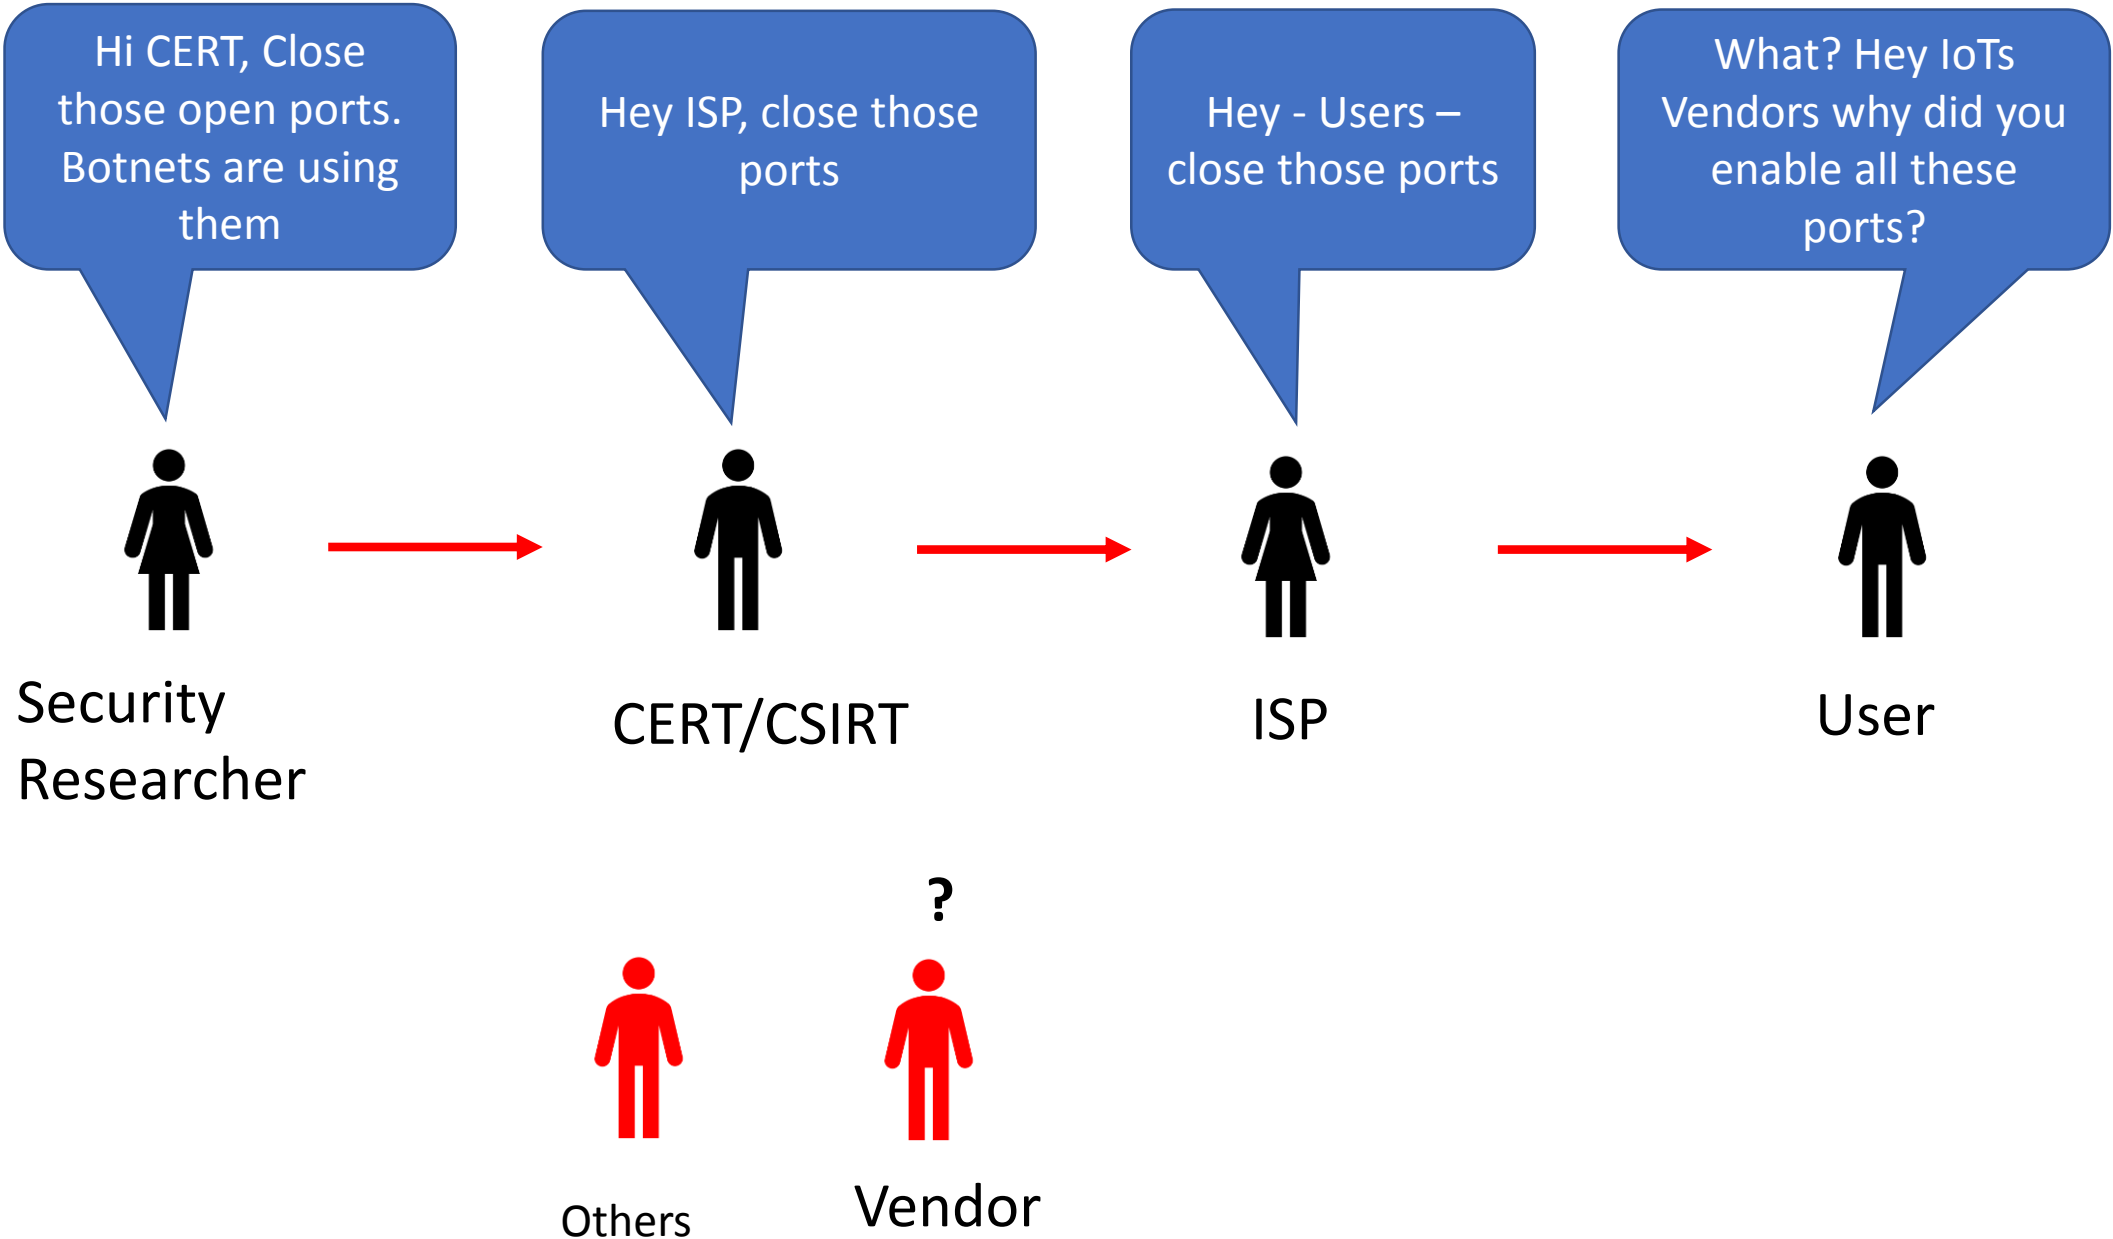 Hi CERT, Close
those open ports.
Botnets are using
them
Hey ISP, close those
ports
Hey - Users –
close those ports
What? Hey IoTs
Vendors why did you
enable all these
ports?
Security
Researcher
CERT/CSIRT
ISP
User
?
Others
Vendor